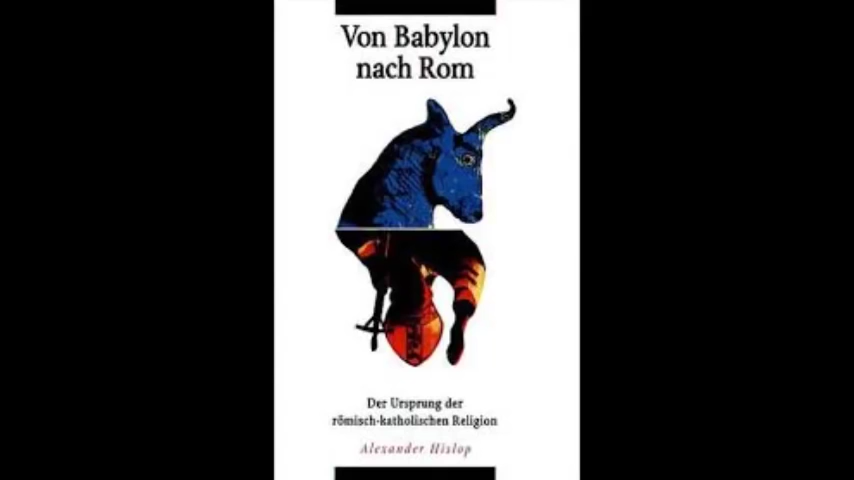 Von Babylon
nach Rom
Der Ursprung der
römisch-katholischen Religion
Alexander Hislop